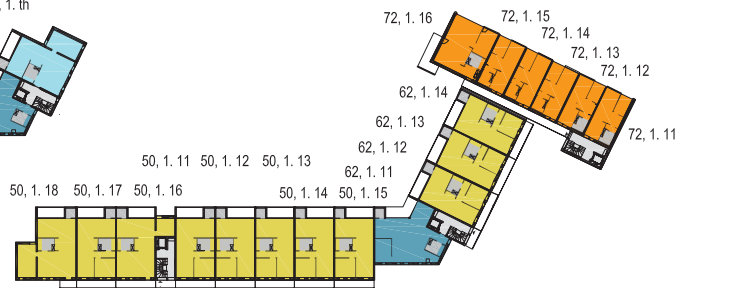 , 1. th
72, 1. 16
72, 1. 15
72, 1. 14
72, 1. 13
72, 1. 12
72, 1. 11
62, 1. 14
62, 1. 13
62, 1. 12
62, 1. 11
50, 1. 11 50, 1. 12 50, 1. 13
50, 1. 18 50, 1. 17 50, 1. 16 50, 1. 14 50, 1. 15